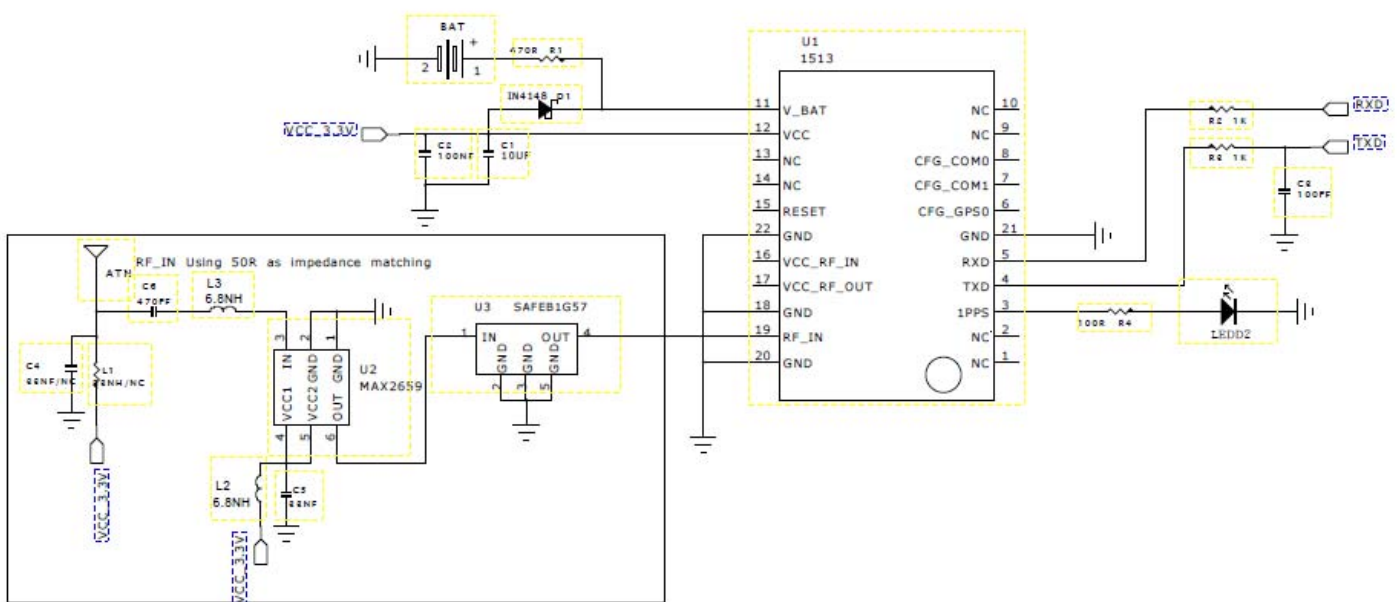 BAT
+
2
1
470R R1
IN4148 D1
VCC_3.3V
C2
100NF
C1
10UF
U1
1513
11 V_BAT
12 VCC
13 NC
14 NC
15 RESET
22 GND
16 VCC_RF_IN
17 VCC_RF_OUT
18 GND
19 RF_IN
20 GND
NC 10
NC 9
CFG_COM0 8
CFG_COM1 7
CFG_GPS0 6
GND 21
RXD 5
TXD 4
1PPS 3
NC 2
NC 1
1K
RXD
1K
TXD
100PF
100R R4
LEDD2
RF_IN Using 50R as impedance matching
ATN
C6
470PF
L3
6.8NH
C4
L1
3 2 1
IN GND GND
VCC1 VCC2 OUT
4 5 6
U2
MAX2659
L2
6.8NH
C5
VCC_3.3V
VCC_3.3V
U3 SAFEB1G57
1 IN OUT 4
GND GND GND
2 3 5